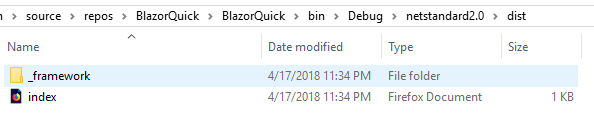 source > repos > BlazorQuick > BlazorQuick > bin > Debug > netstandard2.0 > dist
Name Date modified Type Size
_framework 4/17/2018 11:34 PM File folder
index 4/17/2018 11:34 PM Firefox Document 1 KB